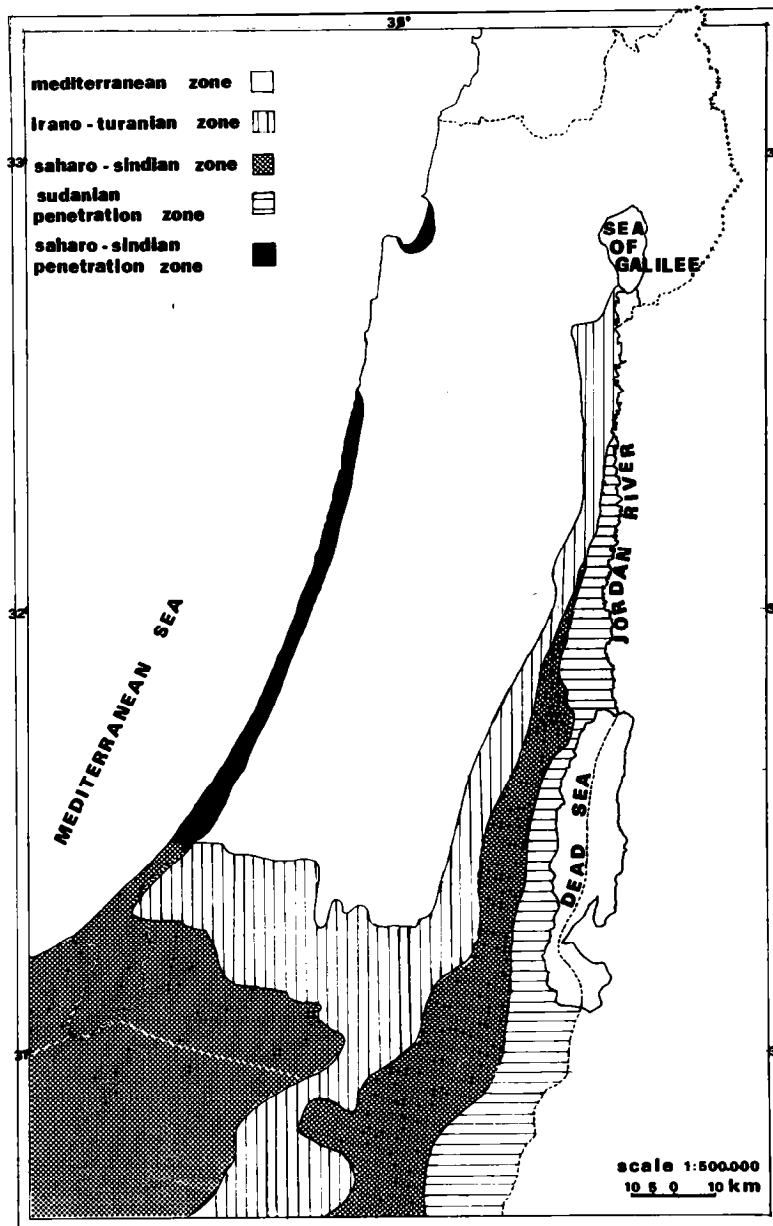 35°
mediterranean zone
irano-turanian zone
33°
saharo-sindian zone
sudanian
penetration zone
saharo-sindian
penetration zone
SEA
OF
GALILEE
JORDAN RIVER
32°
MEDITERRANEAN SEA
DEAD SEA
31°
scale 1:500.000
10 5 0 10 km